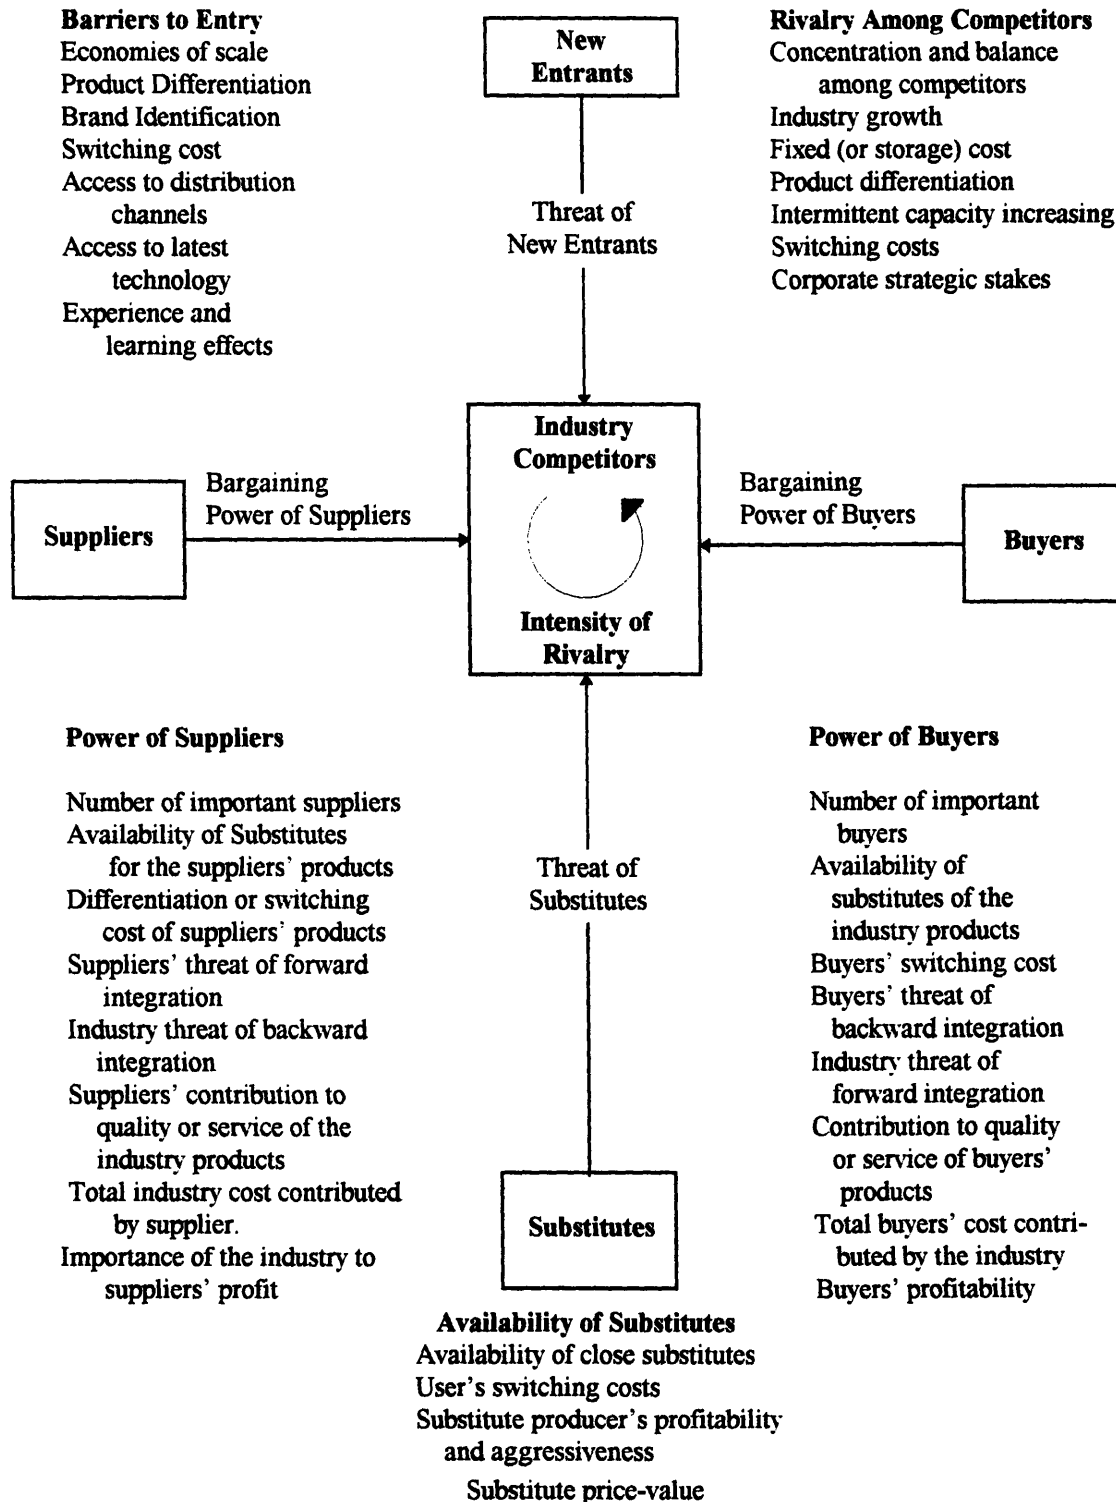 Barriers to Entry
Economies of scale
Product Differentiation
Brand Identification
Switching cost
Access to distribution
channels
Access to latest
technology
Experience and
learning effects
New
Entrants
Rivalry Among Competitors
Concentration and balance
among competitors
Industry growth
Fixed (or storage) cost
Product differentiation
Intermittent capacity increasing
Switching costs
Corporate strategic stakes
Threat of
New Entrants
Suppliers
Bargaining
Power of Suppliers
Industry
Competitors
Intensity of
Rivalry
Bargaining
Power of Buyers
Buyers
Power of Suppliers
Number of important suppliers
Availability of Substitutes
for the suppliers' products
Differentiation or switching
cost of suppliers' products
Suppliers' threat of forward
integration
Industry threat of backward
integration
Suppliers' contribution to
quality or service of the
industry products
Total industry cost contributed
by supplier.
Importance of the industry to
suppliers' profit
Threat of
Substitutes
Power of Buyers
Number of important
buyers
Availability of
substitutes of the
industry products
Buyers' switching cost
Buyers' threat of
backward integration
Industry threat of
forward integration
Contribution to quality
or service of buyers'
products
Total buyers' cost contri-
buted by the industry
Buyers' profitability
Substitutes
Availability of Substitutes
Availability of close substitutes
User's switching costs
Substitute producer's profitability
and aggressiveness
Substitute price-value